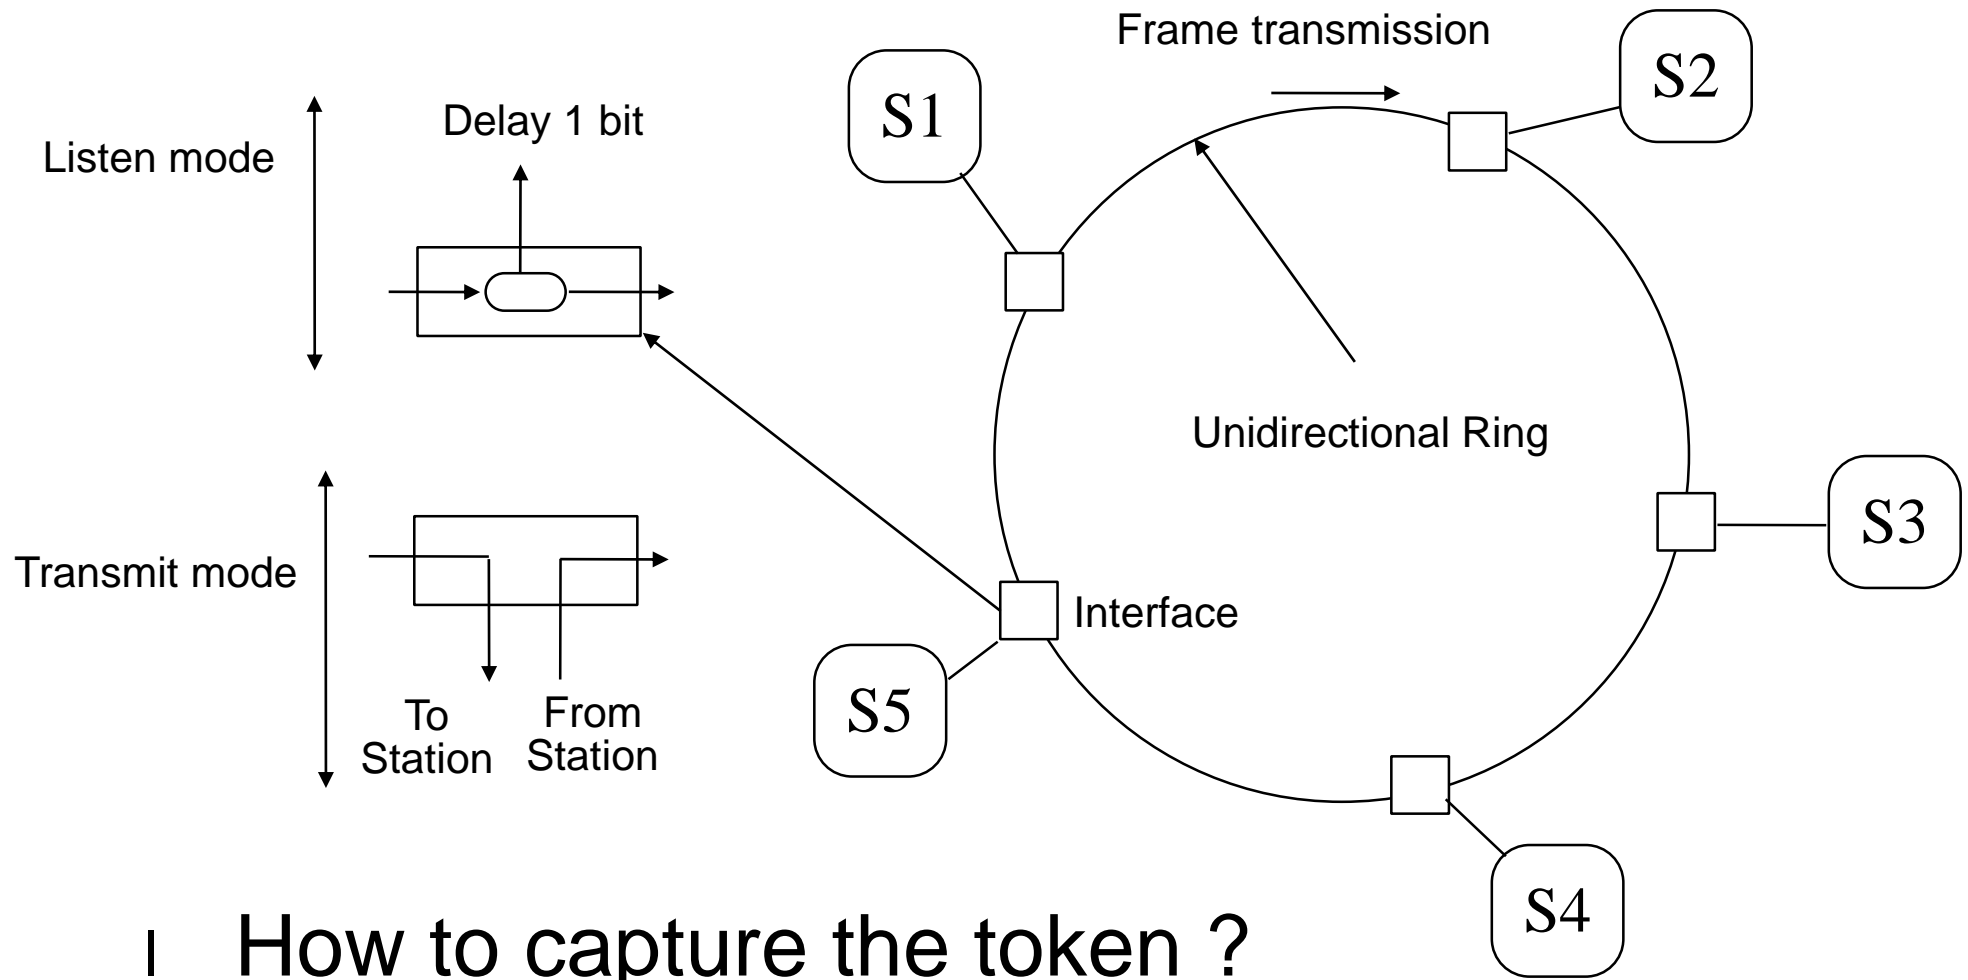 Frame transmission
S1
S2
Delay 1 bit
Listen mode
Unidirectional Ring
S3
Transmit mode
Interface
To
Station
From
Station
S5
S4
l How to capture the token ?